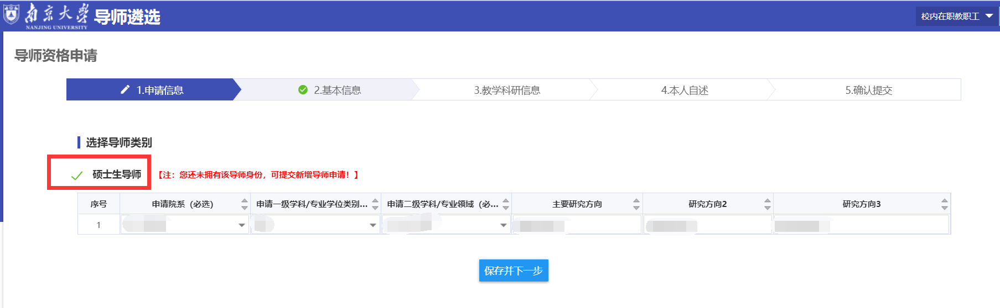 南京大学 导师遴选
NANJING UNIVERSITY
校内在职教职工
导师资格申请
1.申请信息 2.基本信息 3.教学科研信息 4.本人自述 5.确认提交
选择导师类别
硕士生导师 【注：您还未拥有该导师身份，可提交新增导师申请！】
序号 申请院系（必选） 申请一级学科/专业学位类别... 申请二级学科/专业领域（必... 主要研究方向 研究方向2 研究方向3
1
保存并下一步